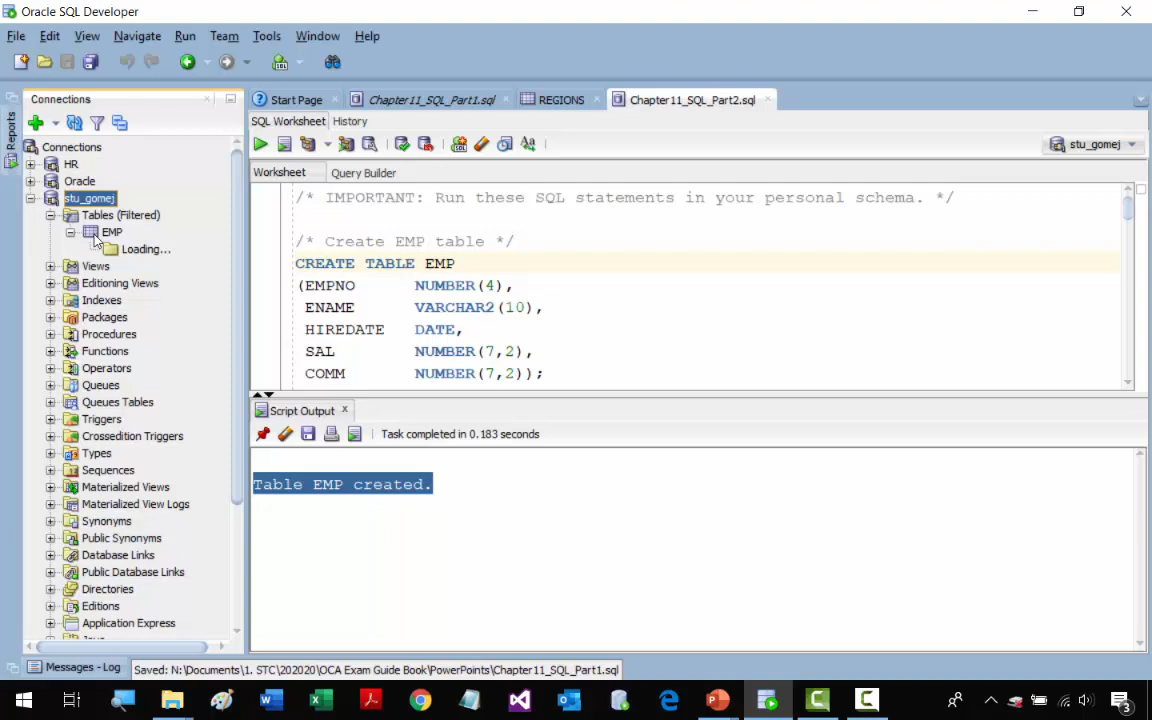 Oracle SQL Developer
File Edit View Navigate Run Team Tools Window Help
Connections
Reports
Connections
HR
Oracle
stu_gomej
Tables (Filtered)
EMP
Loading...
Views
Editioning Views
Indexes
Packages
Procedures
Functions
Operators
Queues
Queues Tables
Triggers
Crossedition Triggers
Types
Sequences
Materialized Views
Materialized View Logs
Synonyms
Public Synonyms
Database Links
Public Database Links
Directories
Editions
Application Express
Start Page Chapter11_SQL_Part1.sql REGIONS Chapter11_SQL_Part2.sql
SQL Worksheet History
stu_gomej
Worksheet Query Builder
/* IMPORTANT: Run these SQL statements in your personal schema. */
/* Create EMP table */
CREATE TABLE EMP
(EMPNO NUMBER(4),
ENAME VARCHAR2(10),
HIREDATE DATE,
SAL NUMBER(7,2),
COMM NUMBER(7,2));
Script Output x
Task completed in 0.183 seconds
Table EMP created.
Messages - Log
Saved: N:\Documents\1. STC\202020\OCA Exam Guide Book\PowerPoints\Chapter11_SQL_Part1.sql
3